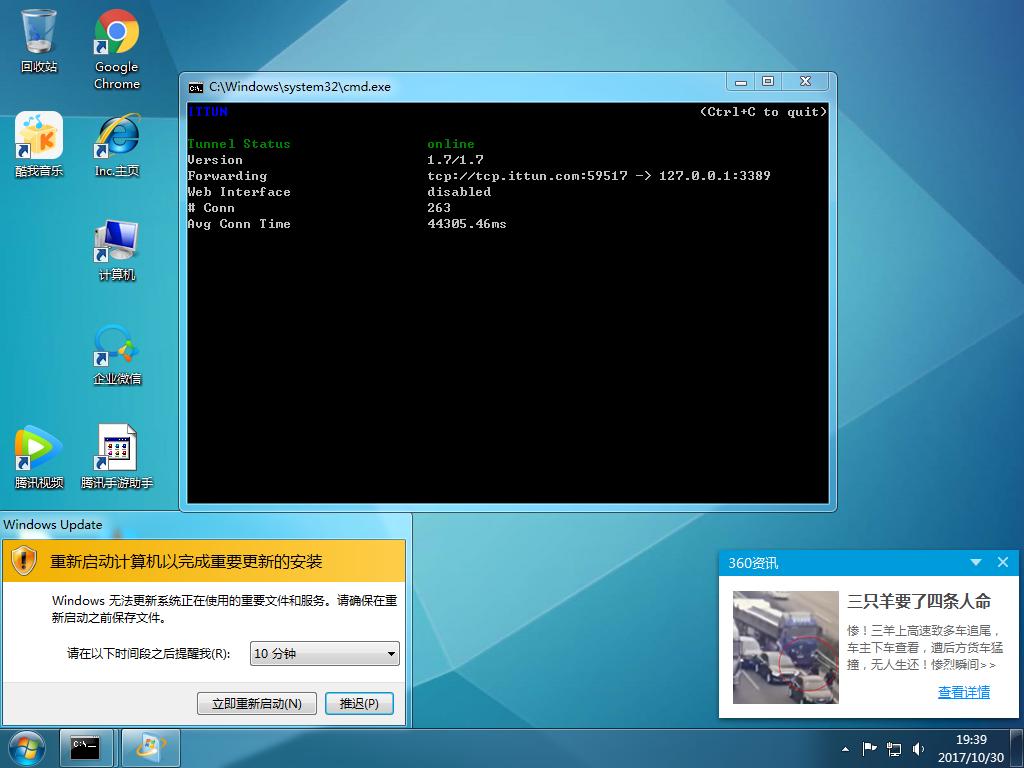 回收站
Google
Chrome
酷我音乐
Inc.主页
计算机
企业微信
腾讯视频
腾讯手游助手
C:\Windows\system32\cmd.exe
ITTUN (Ctrl+C to quit)
Tunnel Status online
Version 1.7/1.7
Forwarding tcp://tcp.ittun.com:59517 -> 127.0.0.1:3389
Web Interface disabled
# Conn 263
Avg Conn Time 44305.46ms
Windows Update
重新启动计算机以完成重要更新的安装
Windows 无法更新系统正在使用的重要文件和服务。请确保在重
新启动之前保存文件。
请在以下时间段之后提醒我(R): 10 分钟
立即重新启动(N) 推迟(P)
360资讯
三只羊要了四条人命
惨！三羊上高速致多车追尾，
车主下车查看，遭后方货车猛
撞，无人生还！惨烈瞬间>>
查看详情
C:\_
19:39
2017/10/30